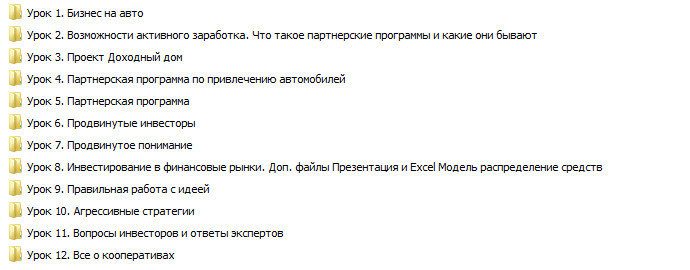 Урок 1. Бизнес на авто
Урок 2. Возможности активного заработка. Что такое партнерские программы и какие они бывают
Урок 3. Проект Доходный дом
Урок 4. Партнерская программа по привлечению автомобилей
Урок 5. Партнерская программа
Урок 6. Продвинутые инвесторы
Урок 7. Продвинутое понимание
Урок 8. Инвестирование в финансовые рынки. Доп. файлы Презентация и Excel Модель распределение средств
Урок 9. Правильная работа с идеей
Урок 10. Агрессивные стратегии
Урок 11. Вопросы инвесторов и ответы экспертов
Урок 12. Все о кооперативах